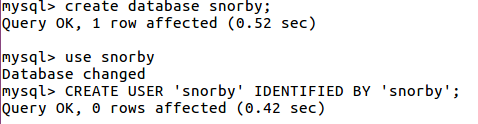 mysql> create database snorby;
Query OK, 1 row affected (0.52 sec)
mysql> use snorby
Database changed
mysql> CREATE USER 'snorby' IDENTIFIED BY 'snorby';
Query OK, 0 rows affected (0.42 sec)